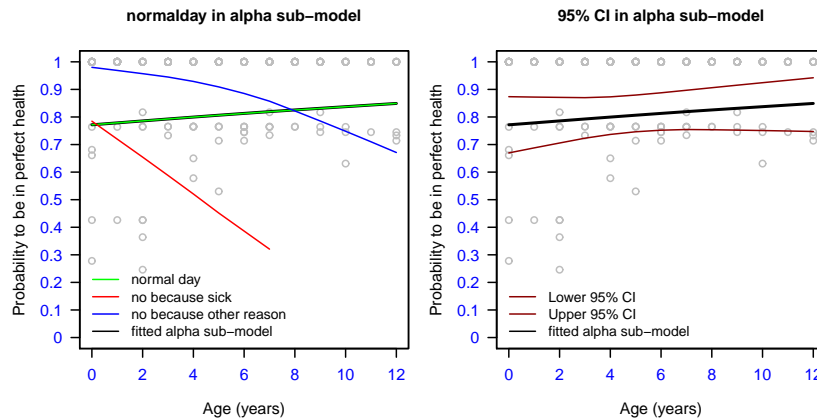 normalday in alpha sub−model
Probability to be in perfect health
1
0.9
0.8
0.7
0.6
0.5
0.4
0.3
0.2
0.1
0
normal day
no because sick
no because other reason
fitted alpha sub−model
0 2 4 6 8 10 12
Age (years)
95% CI in alpha sub−model
Probability to be in perfect health
1
0.9
0.8
0.7
0.6
0.5
0.4
0.3
0.2
0.1
0
Lower 95% CI
Upper 95% CI
fitted alpha sub−model
0 2 4 6 8 10 12
Age (years)